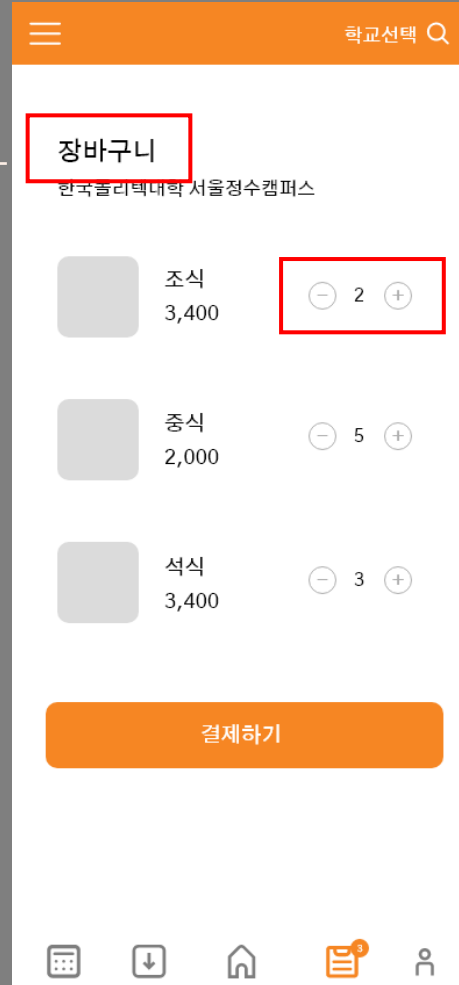 학교선택
장바구니
한국폴리텍대학 서울정수캠퍼스
조식
3,400
2
중식
2,000
5
석식
3,400
3
결제하기
3